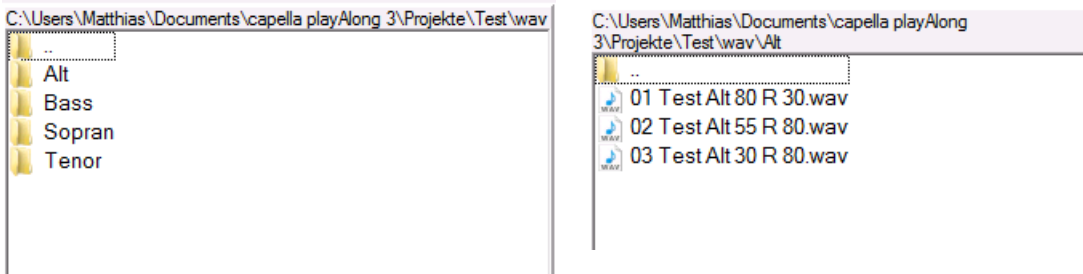 C:\Users\Matthias\Documents\capella playAlong 3\Projekte\Test\wav
..
Alt
Bass
Sopran
Tenor
C:\Users\Matthias\Documents\capella playAlong
3\Projekte\Test\wav\Alt
..
01 Test Alt 80 R 30.wav
02 Test Alt 55 R 80.wav
03 Test Alt 30 R 80.wav